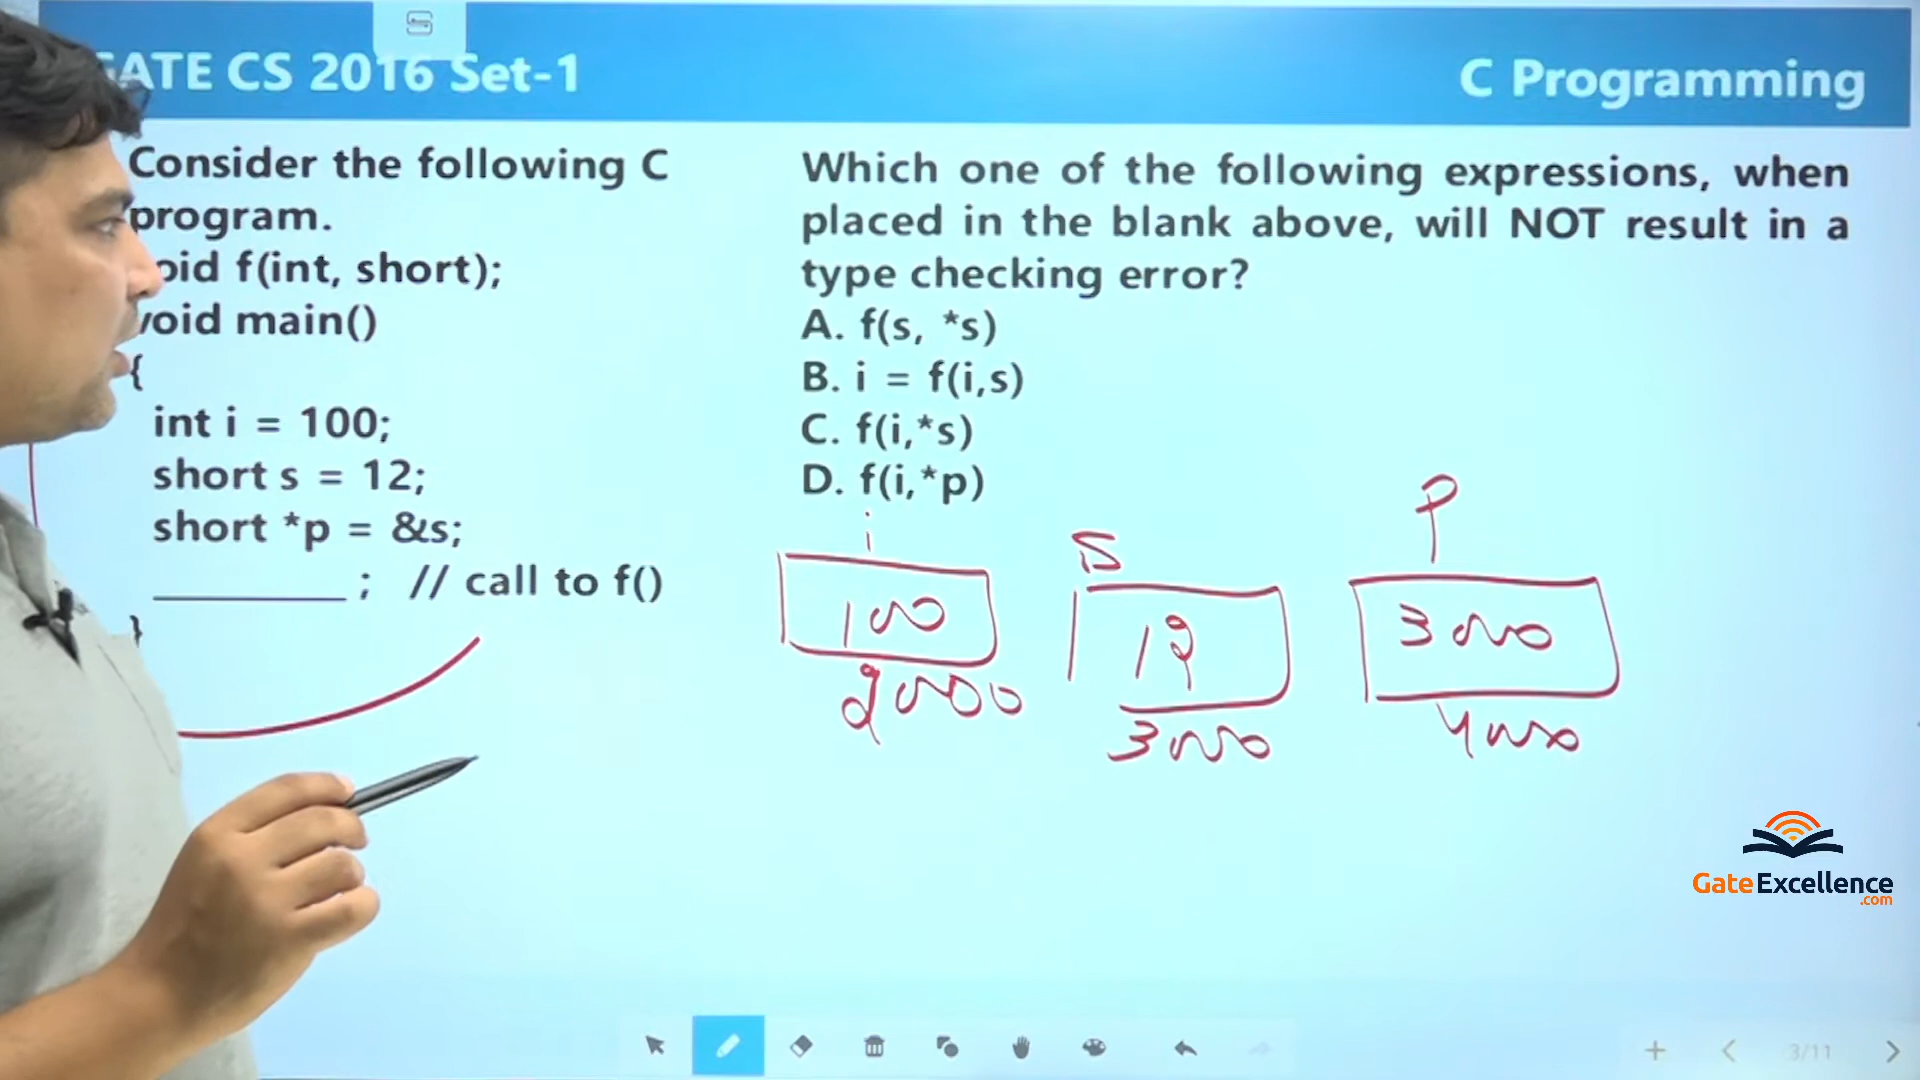 GATE CS 2016 Set-1
C Programming
Consider the following C
program.
void f(int, short);
void main()
{
int i = 100;
short s = 12;
short *p = &s;
__________ ; // call to f()
}
Which one of the following expressions, when
placed in the blank above, will NOT result in a
type checking error?
A. f(s, *s)
B. i = f(i,s)
C. f(i,*s)
D. f(i,*p)
i
s
p
100
12
3000
2000
3000
4000
GateExcellence
.com
3/11